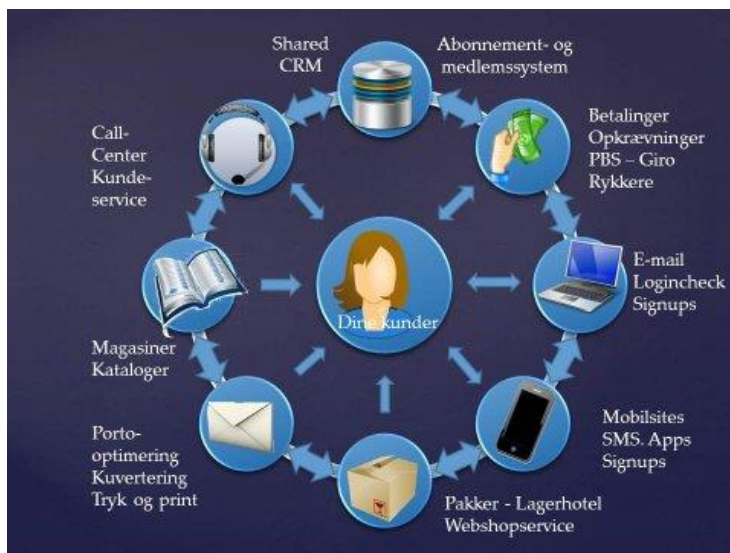 Shared
CRM
Abonnement- og
medlemssystem
Betalinger
Opkrævninger
PBS – Giro
Rykkere
E-mail
Logincheck
Signups
Mobilsites
SMS. Apps
Signups
Pakker - Lagerhotel
Webshopservice
Porto-
optimering
Kuvertering
Tryk og print
Magasiner
Kataloger
Call-
Center
Kunde-
service
Dine kunder